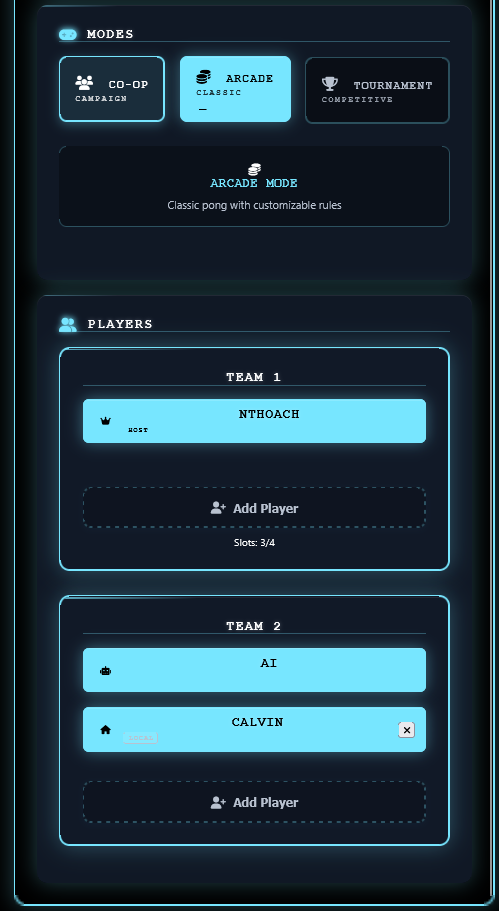 MODES
CO-OP
CAMPAIGN
ARCADE
CLASSIC
TOURNAMENT
COMPETITIVE
ARCADE MODE
Classic pong with customizable rules
PLAYERS
TEAM 1
NTHOACH
HOST
Add Player
Slots: 3/4
TEAM 2
AI
CALVIN
Add Player